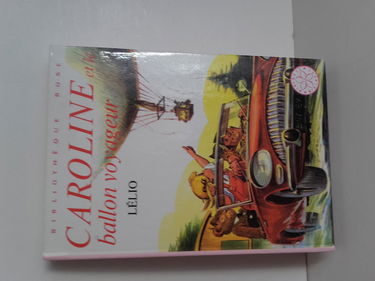 BIBLIOTHÈQUE ROSE
CAROLINE et le
ballon voyageur
LÉLIO